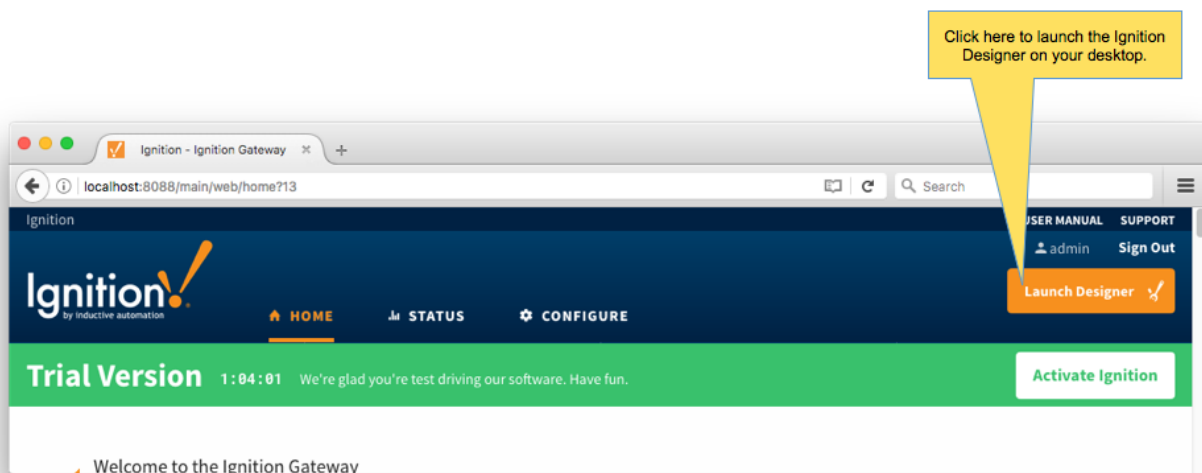 Click here to launch the Ignition
Designer on your desktop.
Ignition - Ignition Gateway
localhost:8088/main/web/home?13
Search
Ignition
USER MANUAL SUPPORT
admin Sign Out
Ignition!
by inductive automation
Launch Designer
HOME STATUS CONFIGURE
Trial Version 1:04:01 We're glad you're test driving our software. Have fun.
Activate Ignition
Welcome to the Ignition Gateway